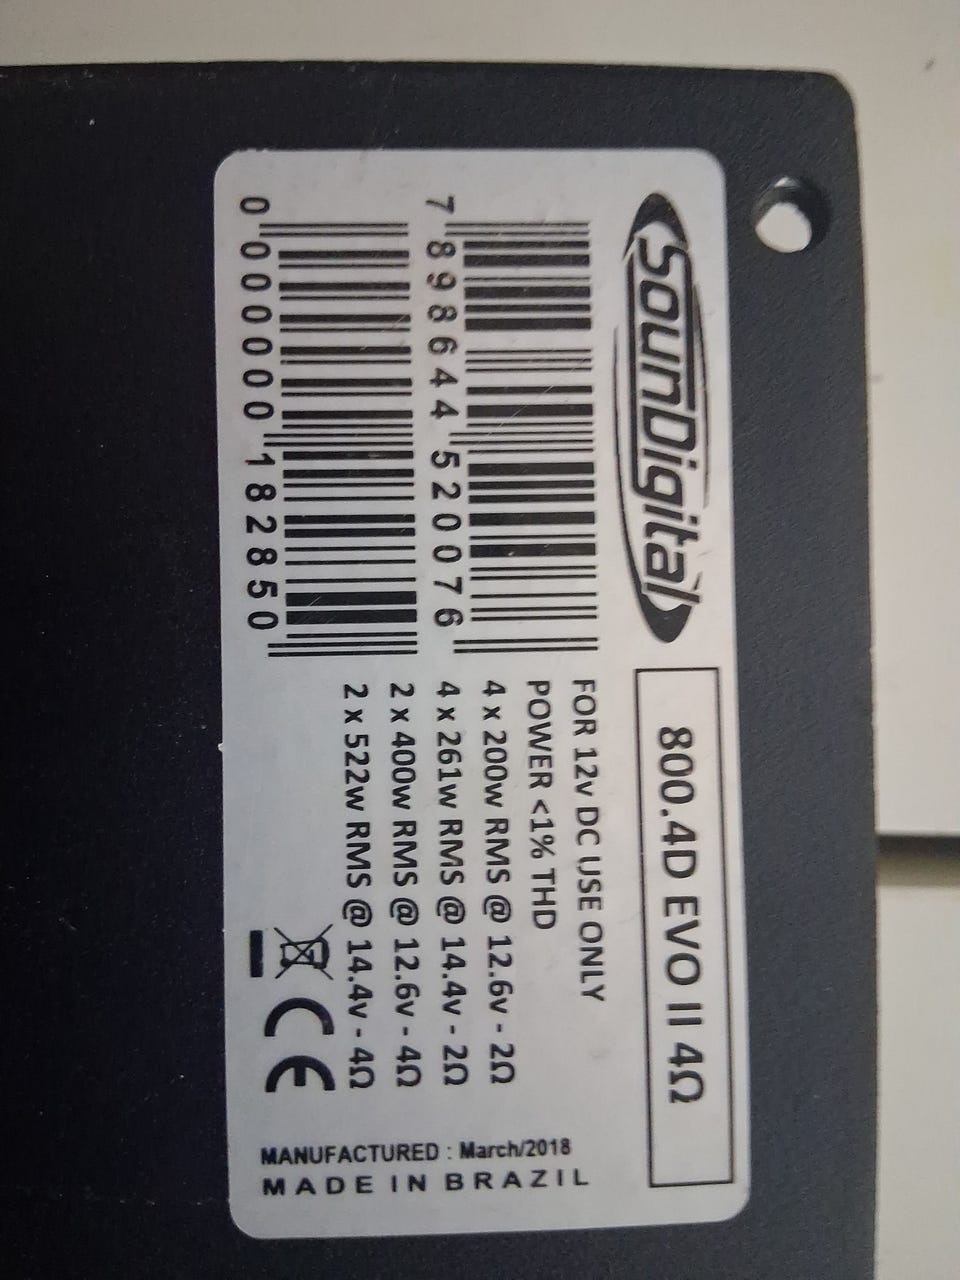 SounDigital
800.4D EVO II 4Ω
7 898644 520076
0 000000 182850
FOR 12v DC USE ONLY
POWER <1% THD
4 x 200w RMS @ 12.6v - 2Ω
4 x 261w RMS @ 14.4v - 2Ω
2 x 400w RMS @ 12.6v - 4Ω
2 x 522w RMS @ 14.4v - 4Ω
CE
MANUFACTURED : March/2018
MADE IN BRAZIL